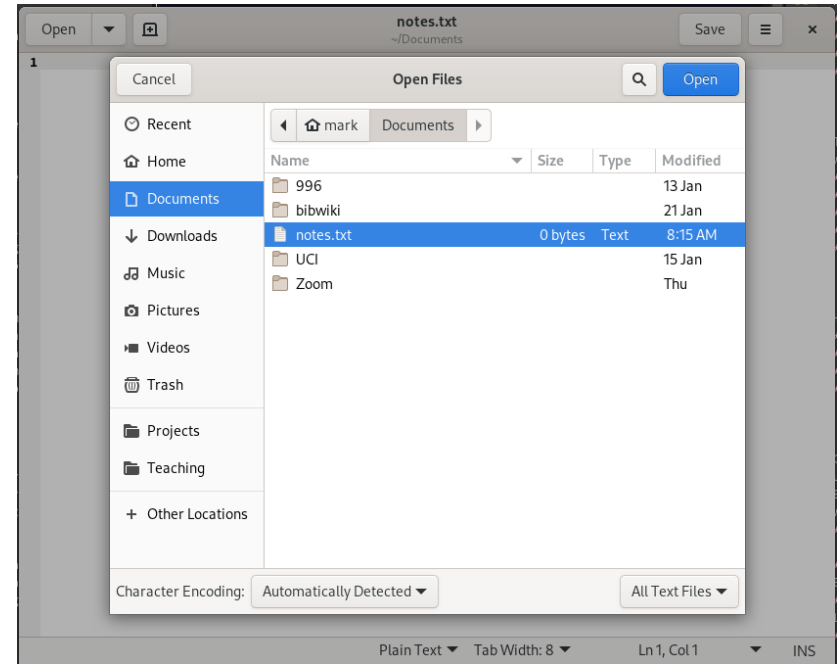 Open notes.txt Save
~/Documents
1
Cancel Open Files Open
Recent
Home
Documents
Downloads
Music
Pictures
Videos
Trash
Projects
Teaching
+ Other Locations
mark Documents
Name Size Type Modified
996 13 Jan
bibwiki 21 Jan
notes.txt 0 bytes Text 8:15 AM
UCI 15 Jan
Zoom Thu
Character Encoding: Automatically Detected All Text Files
Plain Text Tab Width: 8 Ln 1, Col 1 INS